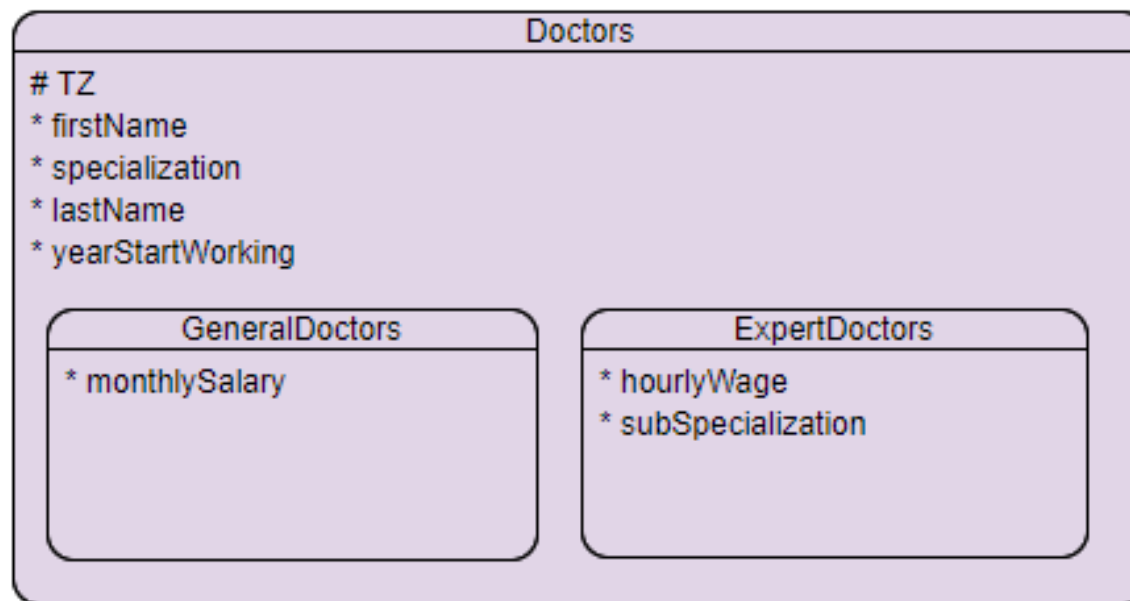 Doctors
# TZ
* firstName
* specialization
* lastName
* yearStartWorking
GeneralDoctors
* monthlySalary
ExpertDoctors
* hourlyWage
* subSpecialization